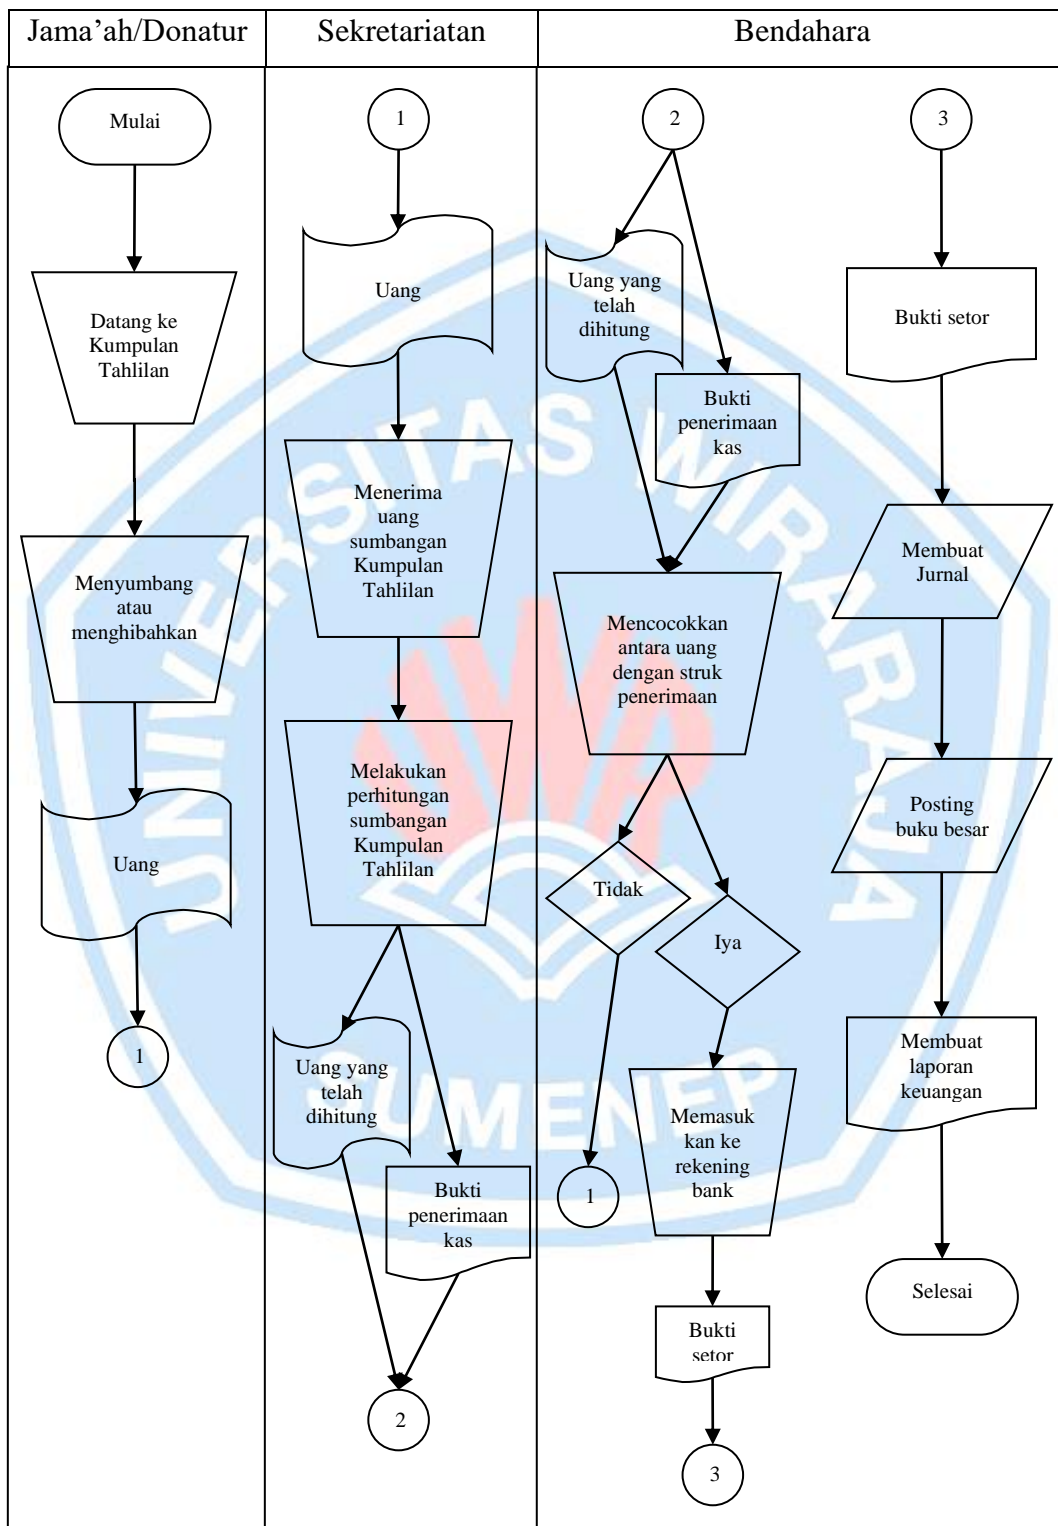 Jama’ah/Donatur
Sekretariatan
Bendahara
Mulai
Datang ke
Kumpulan
Tahlilan
Menyumbang
atau
menghibahkan
Uang
1
1
Uang
Menerima
uang
sumbangan
Kumpulan
Tahlilan
Melakukan
perhitungan
sumbangan
Kumpulan
Tahlilan
Uang yang
telah
dihitung
Bukti
penerimaan
kas
2
2
Uang yang
telah
dihitung
Bukti
penerimaan
kas
Mencocokkan
antara uang
dengan struk
penerimaan
Tidak
Iya
1
Memasuk
kan ke
rekening
bank
Bukti
setor
3
3
Bukti setor
Membuat
Jurnal
Posting
buku besar
Membuat
laporan
keuangan
Selesai
UNIVERSITAS WIRARAJA
SUMENEP